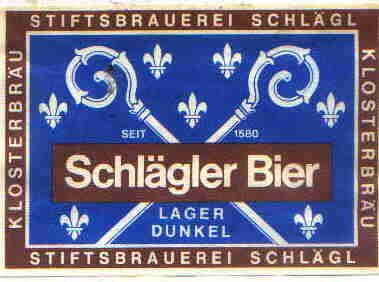 STIFTSBRAUEREI SCHLÄGL
KLOSTERBRÄU
KLOSTERBRÄU
SEIT 1580
Schlägler Bier
LAGER
DUNKEL
STIFTSBRAUEREI SCHLÄGL